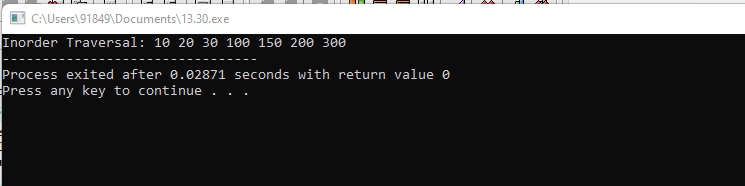 C:\Users\91849\Documents\13.30.exe
Inorder Traversal: 10 20 30 100 150 200 300
--------------------------------
Process exited after 0.02871 seconds with return value 0
Press any key to continue . . .